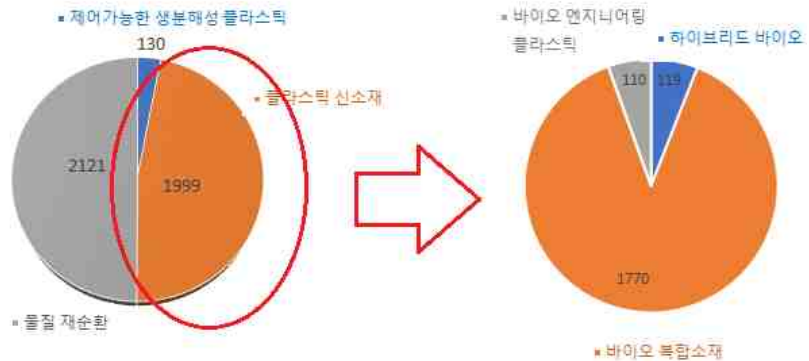 제어가능한 생분해성 플라스틱
130
플라스틱 신소재
2121
1999
물질 재순환
바이오 엔지니어링
플라스틱
하이브리드 바이오
110
119
1770
바이오 복합소재